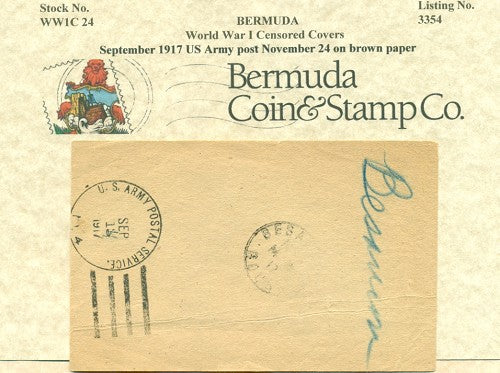 Stock No.
WW1C 24
BERMUDA
World War I Censored Covers
Listing No.
3354
September 1917 US Army post November 24 on brown paper
Bermuda
Coin&Stamp Co.
U. S. ARMY POSTAL SERVICE.
SEP
1917